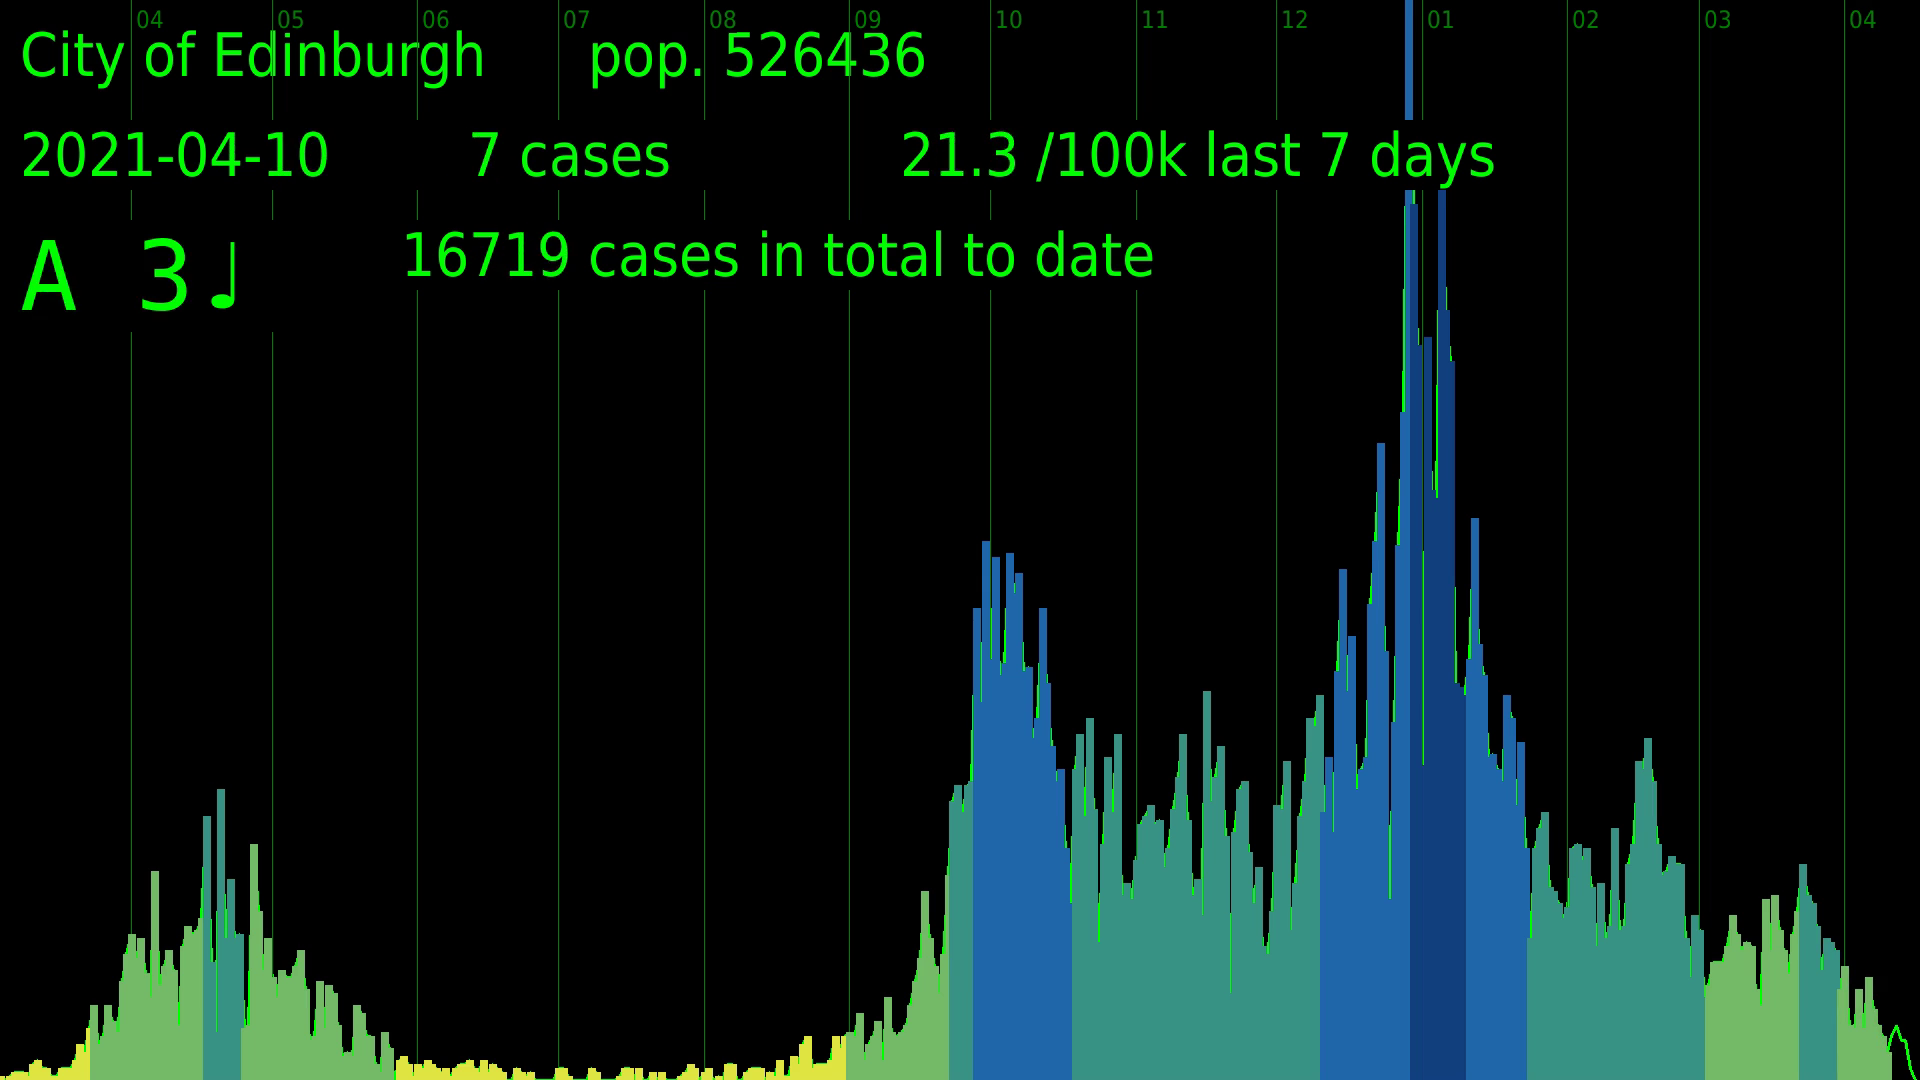 04 05 06 07 08 09 10 11 12 01 02 03 04
City of Edinburgh pop. 526436
2021-04-10 7 cases 21.3 /100k last 7 days
A 3♩ 16719 cases in total to date